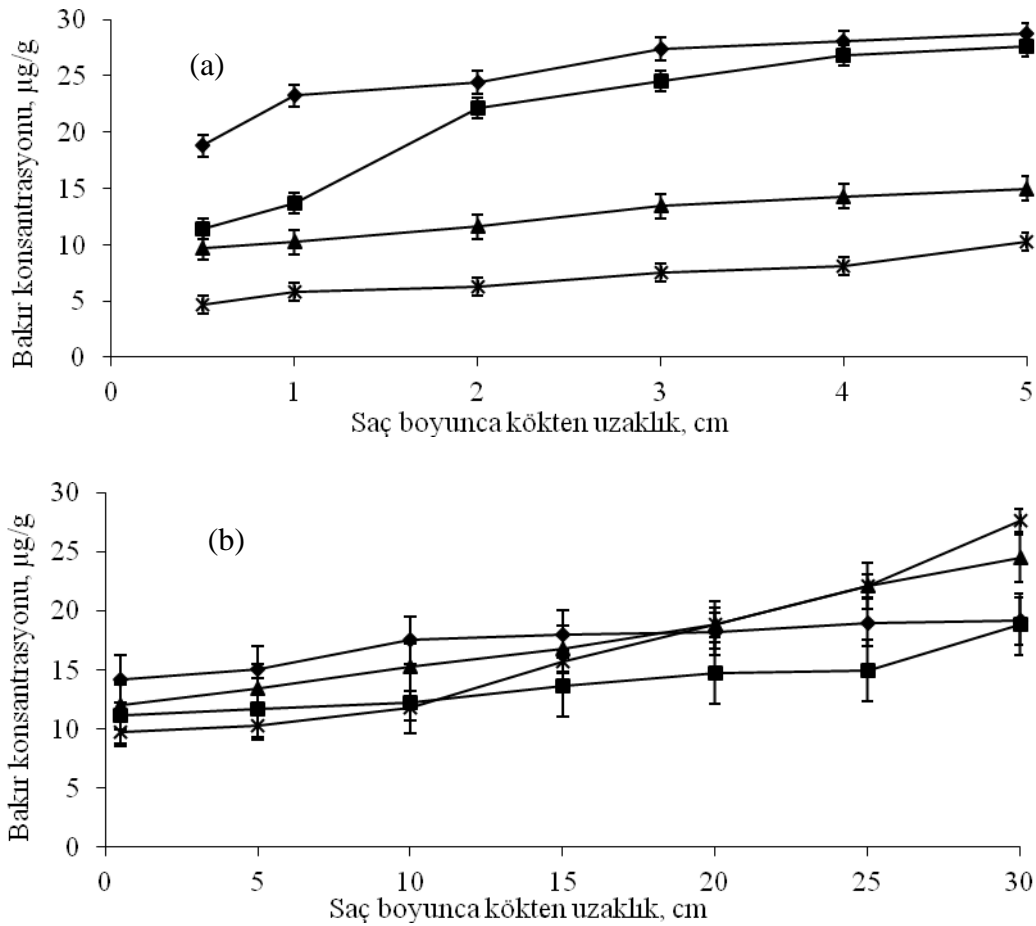 30
25
20
15
10
5
0
Bakır konsantrasyonu, µg/g
(a)
0 1 2 3 4 5
Saç boyunca kökten uzaklık, cm
30
25
20
15
10
5
0
Bakır konsantrasyonu, µg/g
(b)
0 5 10 15 20 25 30
Saç boyunca kökten uzaklık, cm